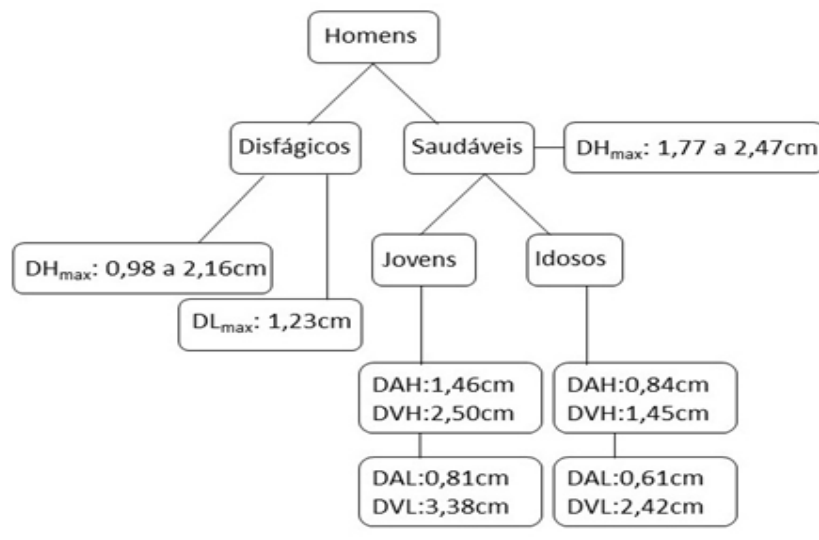 Homens
Disfágicos
Saudáveis
DHmax: 1,77 a 2,47cm
DHmax: 0,98 a 2,16cm
DLmax: 1,23cm
Jovens
Idosos
DAH:1,46cm
DVH:2,50cm
DAH:0,84cm
DVH:1,45cm
DAL:0,81cm
DVL:3,38cm
DAL:0,61cm
DVL:2,42cm